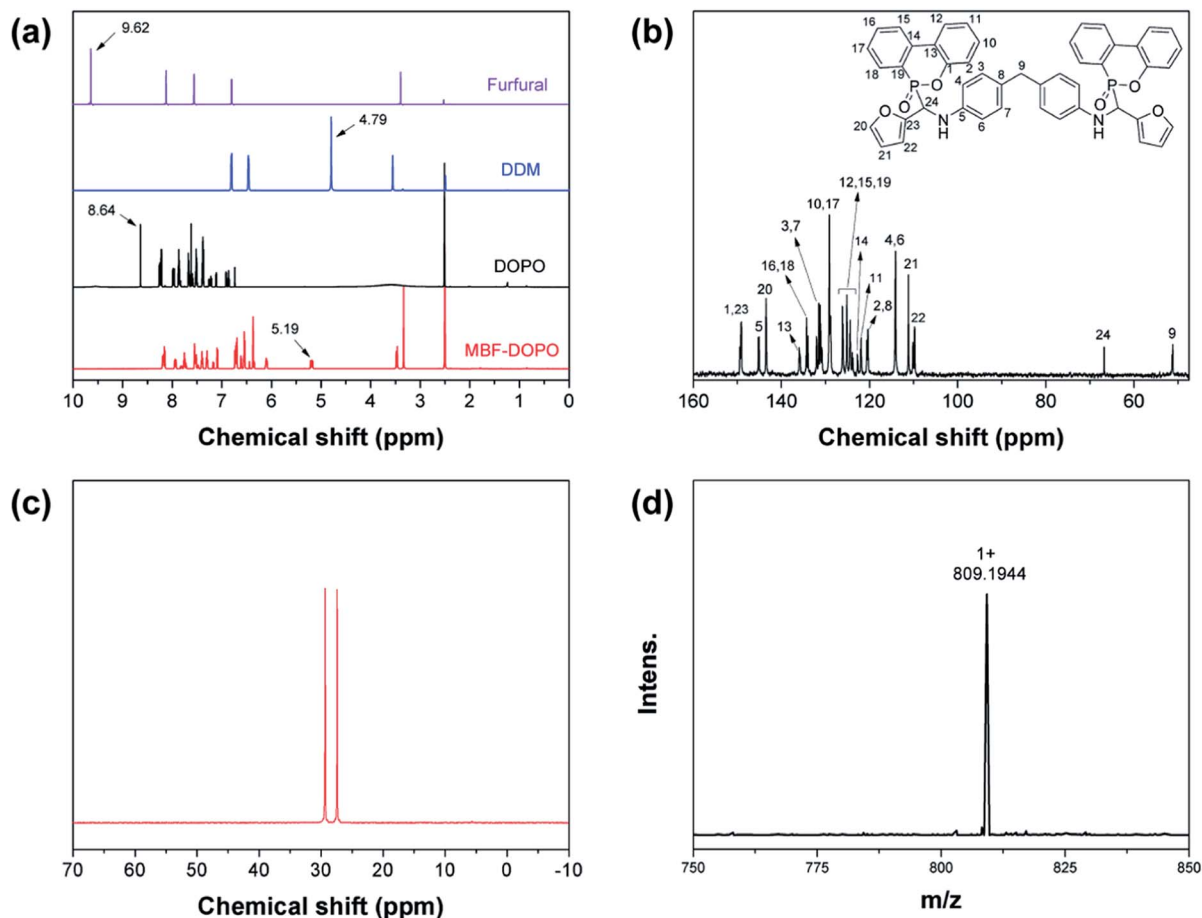 (a)
9.62
Furfural
4.79
DDM
8.64
DOPO
5.19
MBF-DOPO
10 9 8 7 6 5 4 3 2 1 0
Chemical shift (ppm)
(b)
16 15 12 11
14
17 13 10
18 19 2
3 9
4 8
P O
O 24
5 7
N
H 6
O 23
20
21 22
P O
O
HN
O
12,15,19
10,17
3,7
14
4,6
16,18
11
21
20
2,8
1,23
5
13
22
24
9
160 140 120 100 80 60
Chemical shift (ppm)
(c)
70 60 50 40 30 20 10 0 -10
Chemical shift (ppm)
(d)
1+
809.1944
Intens.
750 775 800 825 850
m/z